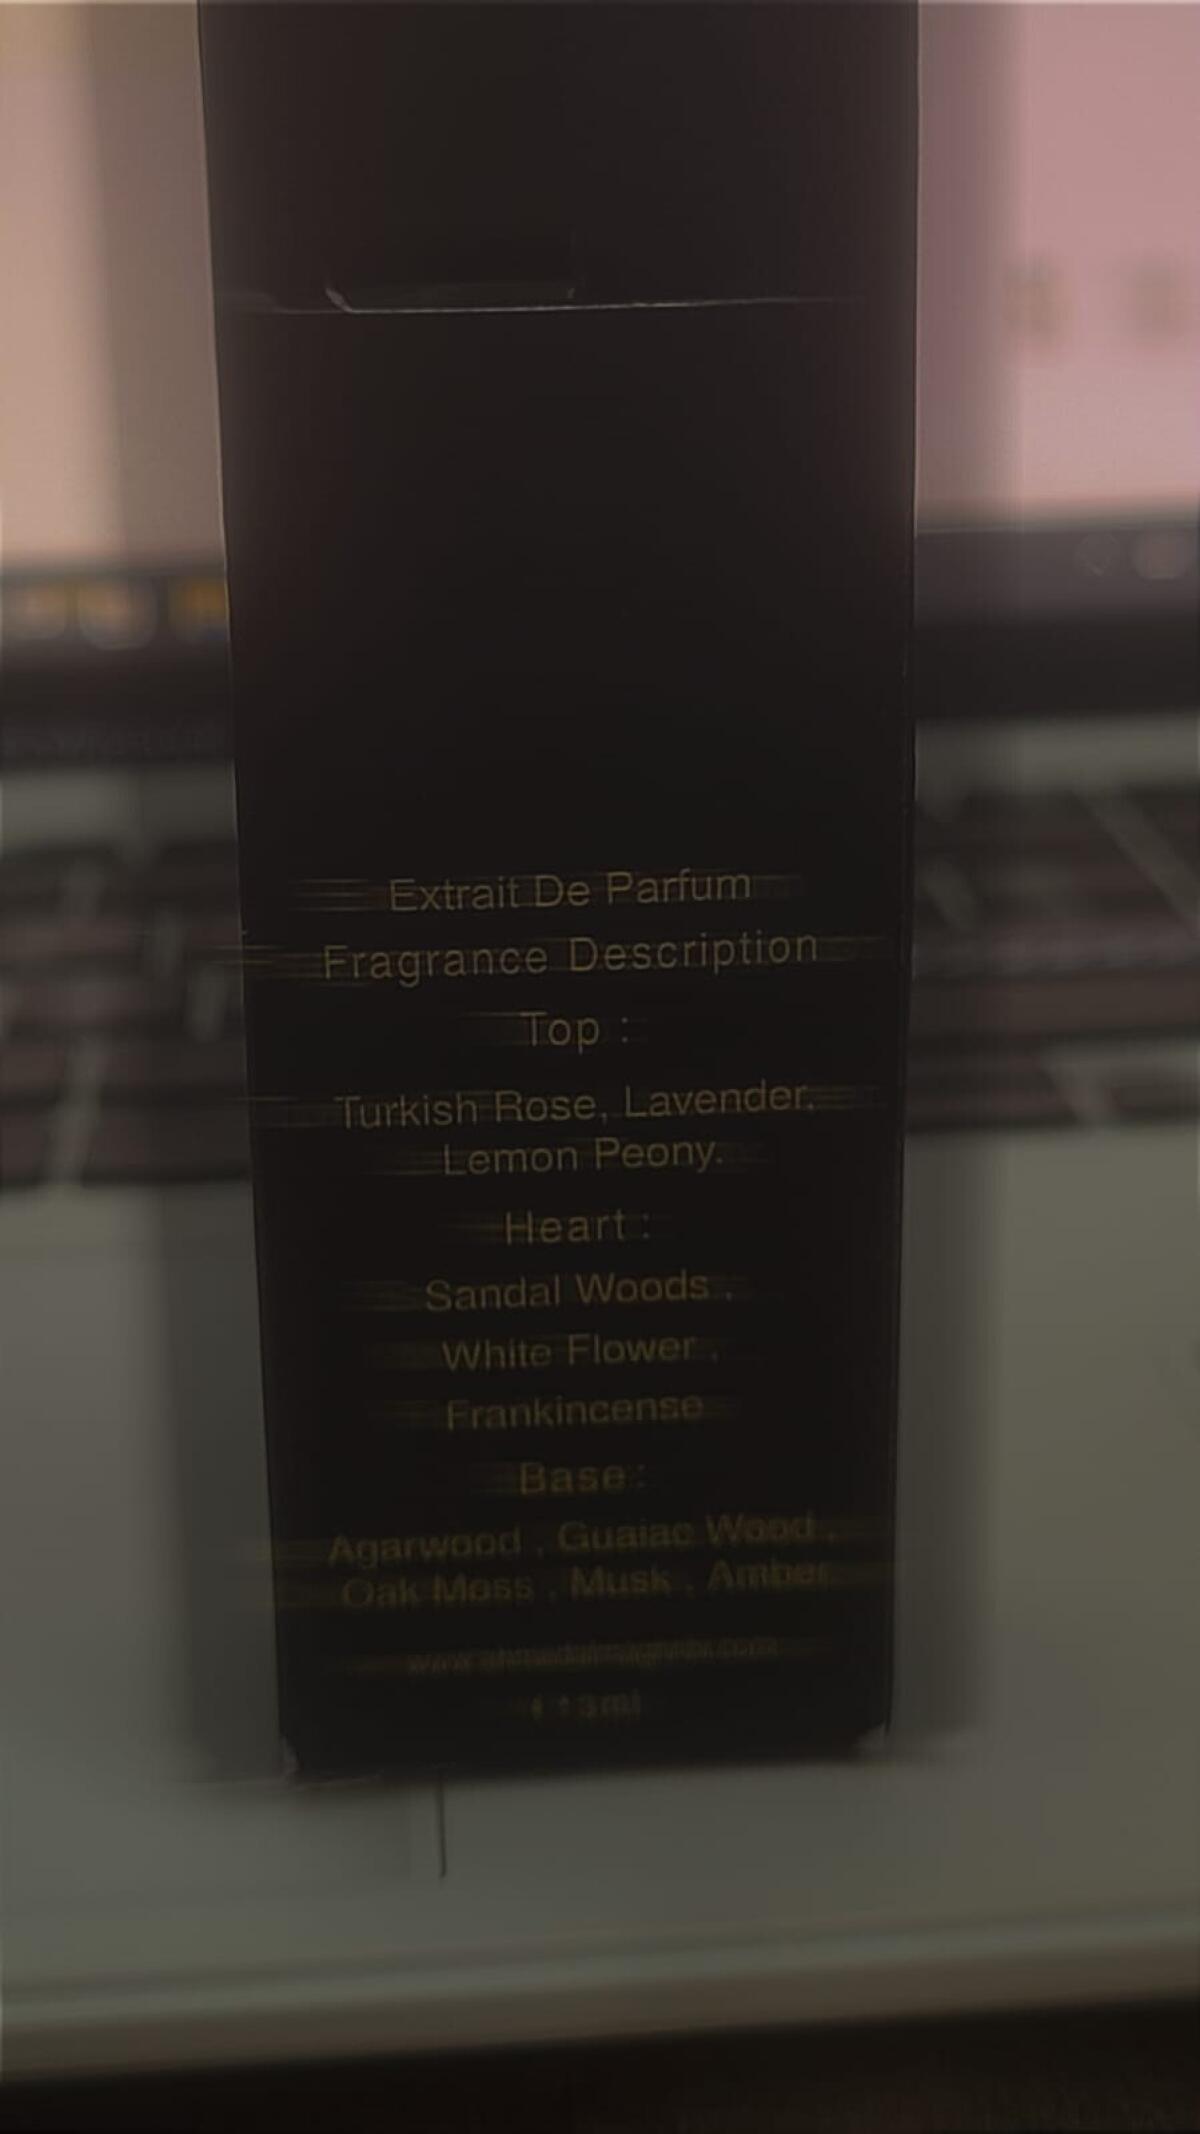 Extrait De Parfum
Fragrance Description
Top :
Turkish Rose, Lavender,
Lemon Peony.
Heart :
Sandal Woods ,
White Flower ,
Frankincense
Base :
Agarwood , Guaiac Wood ,
Oak Moss , Musk , Amber